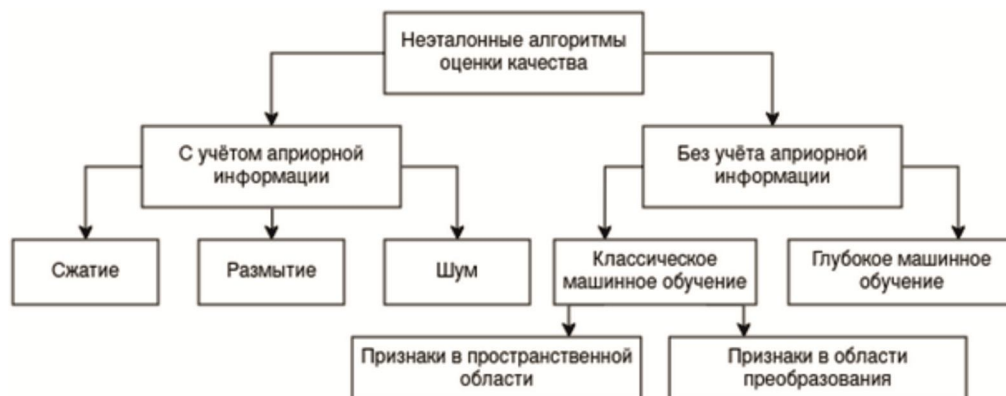 Неэталонные алгоритмы
оценки качества
С учётом априорной
информации
Без учёта априорной
информации
Сжатие
Размытие
Шум
Классическое
машинное обучение
Глубокое машинное
обучение
Признаки в пространственной
области
Признаки в области
преобразования